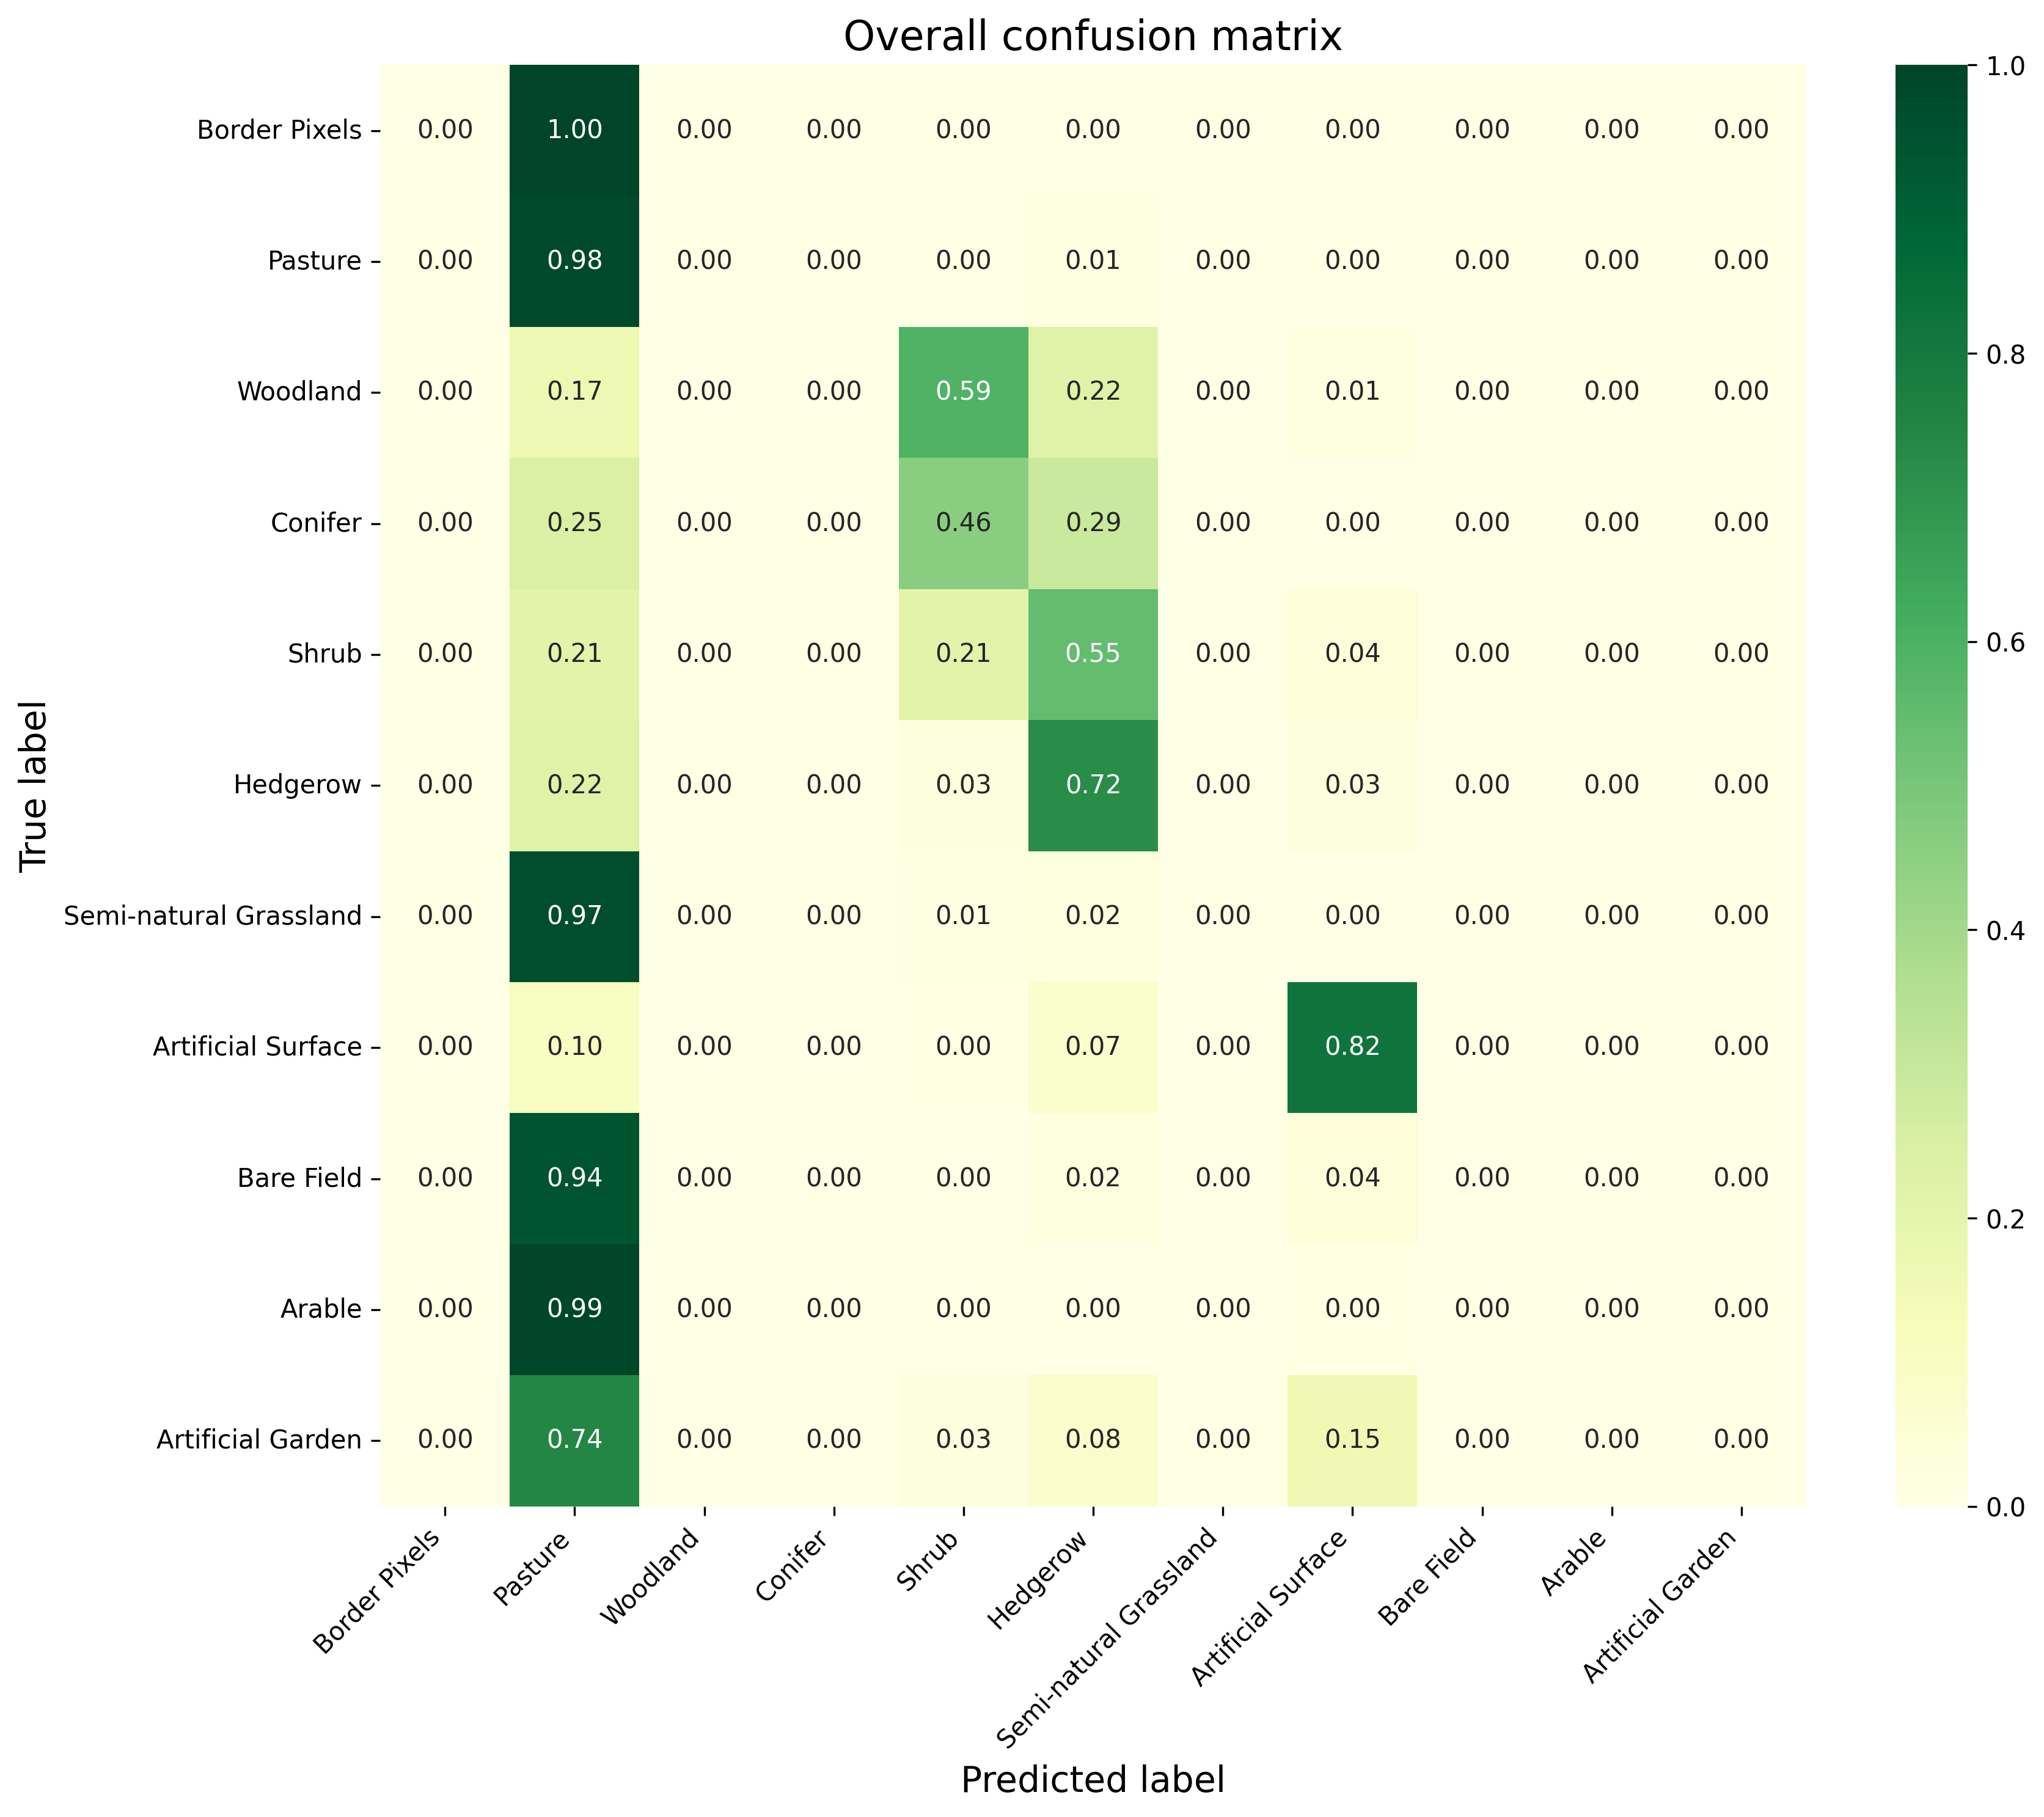 Overall confusion matrix
Border Pixels 0.00 1.00 0.00 0.00 0.00 0.00 0.00 0.00 0.00 0.00 0.00
Pasture 0.00 0.98 0.00 0.00 0.00 0.01 0.00 0.00 0.00 0.00 0.00
Woodland 0.00 0.17 0.00 0.00 0.59 0.22 0.00 0.01 0.00 0.00 0.00
Conifer 0.00 0.25 0.00 0.00 0.46 0.29 0.00 0.00 0.00 0.00 0.00
Shrub 0.00 0.21 0.00 0.00 0.21 0.55 0.00 0.04 0.00 0.00 0.00
Hedgerow 0.00 0.22 0.00 0.00 0.03 0.72 0.00 0.03 0.00 0.00 0.00
Semi-natural Grassland 0.00 0.97 0.00 0.00 0.01 0.02 0.00 0.00 0.00 0.00 0.00
Artificial Surface 0.00 0.10 0.00 0.00 0.00 0.07 0.00 0.82 0.00 0.00 0.00
Bare Field 0.00 0.94 0.00 0.00 0.00 0.02 0.00 0.04 0.00 0.00 0.00
Arable 0.00 0.99 0.00 0.00 0.00 0.00 0.00 0.00 0.00 0.00 0.00
Artificial Garden 0.00 0.74 0.00 0.00 0.03 0.08 0.00 0.15 0.00 0.00 0.00
True label
Border Pixels
Pasture
Woodland
Conifer
Shrub
Hedgerow
Semi-natural Grassland
Artificial Surface
Bare Field
Arable
Artificial Garden
Predicted label
1.0
0.8
0.6
0.4
0.2
0.0